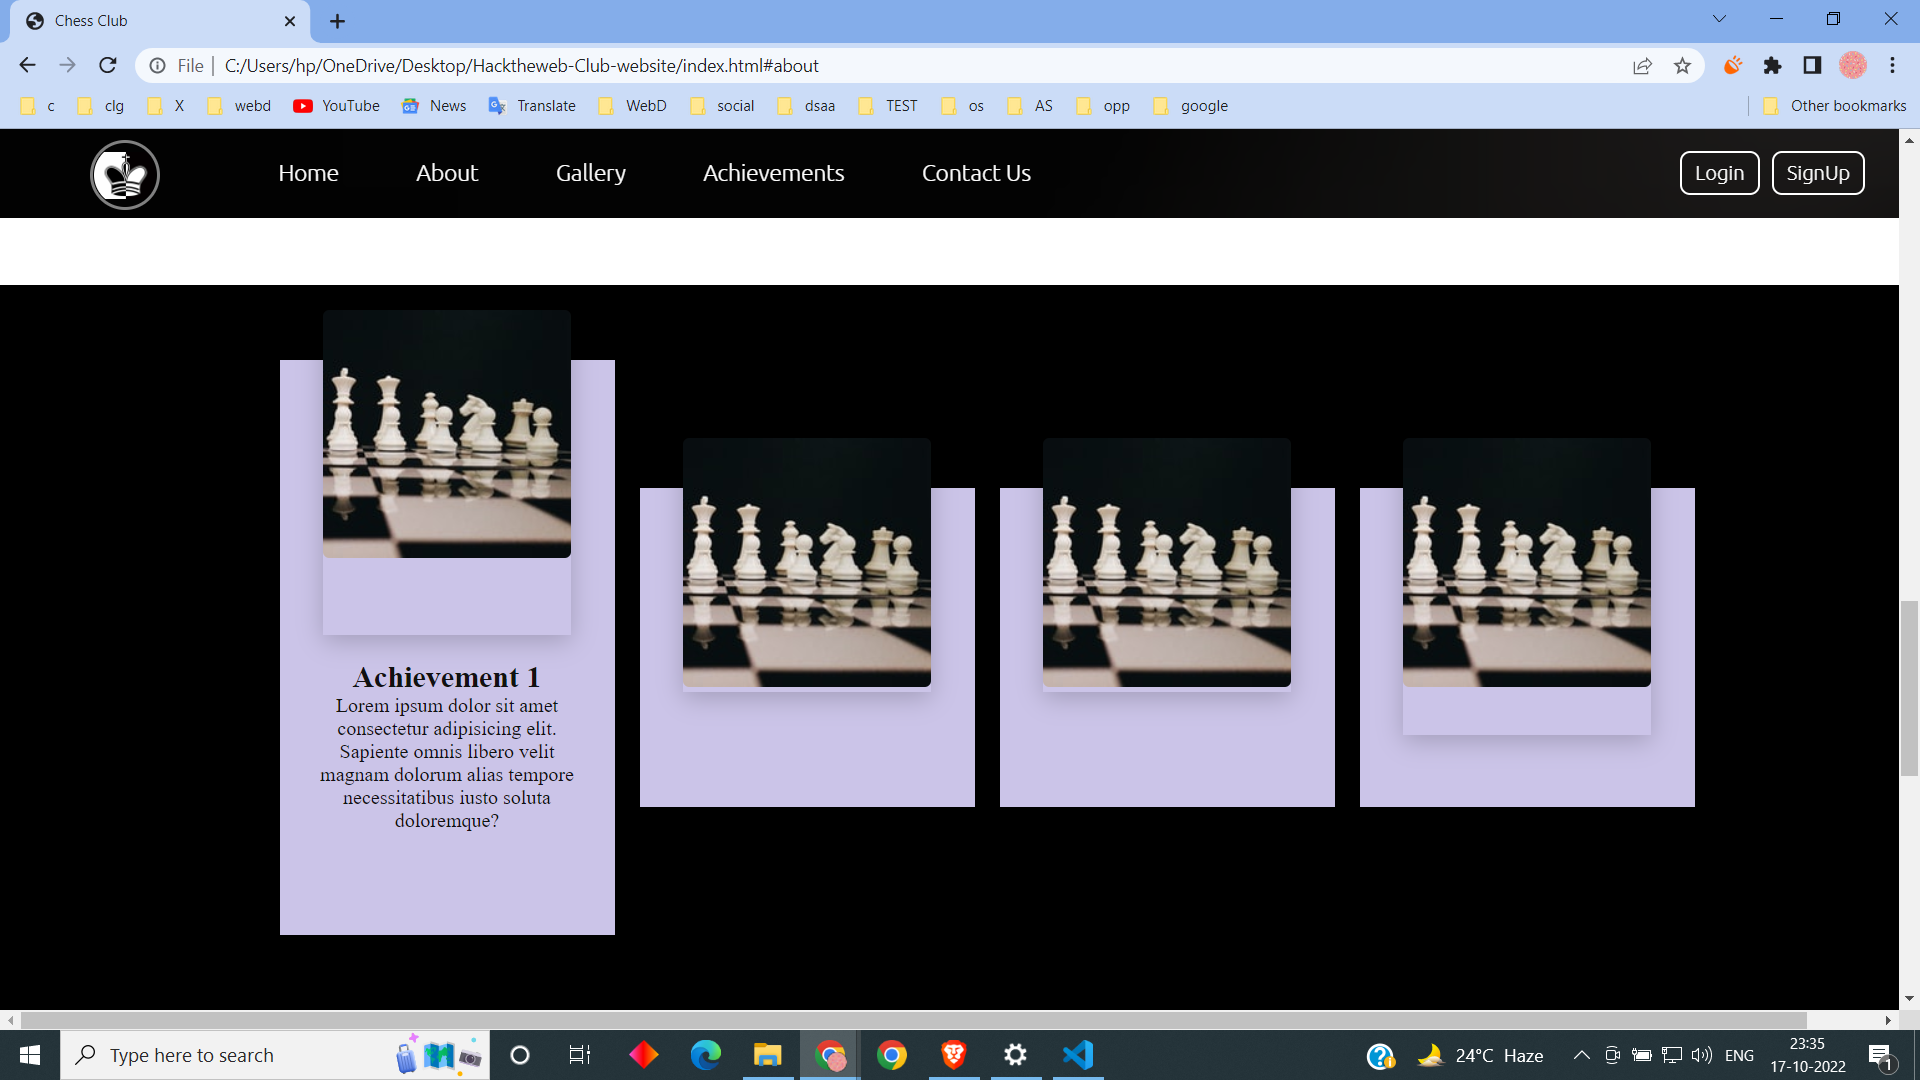 Chess Club
File
C:/Users/hp/OneDrive/Desktop/Hacktheweb-Club-website/index.html#about
c clg X webd YouTube News Translate WebD social dsaa TEST os AS opp google Other bookmarks
Home About Gallery Achievements Contact Us Login SignUp
Achievement 1
Lorem ipsum dolor sit amet
consectetur adipisicing elit.
Sapiente omnis libero velit
magnam dolorum alias tempore
necessitatibus iusto soluta
doloremque?
Type here to search
24°C Haze
ENG
23:35
17-10-2022
1